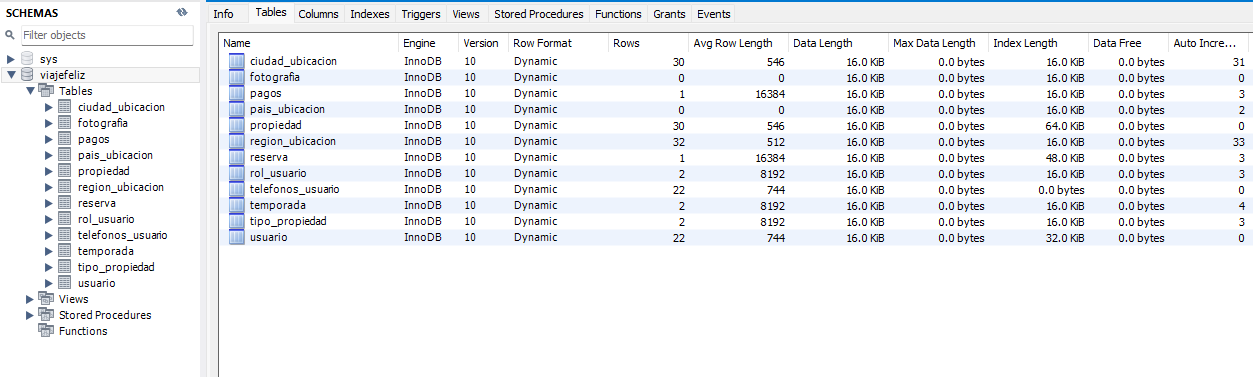 SCHEMAS
Filter objects
sys
viajefeliz
Tables
ciudad_ubicacion
fotografia
pagos
pais_ubicacion
propiedad
region_ubicacion
reserva
rol_usuario
telefonos_usuario
temporada
tipo_propiedad
usuario
Views
Stored Procedures
Functions
Info Tables Columns Indexes Triggers Views Stored Procedures Functions Grants Events
Name Engine Version Row Format Rows Avg Row Length Data Length Max Data Length Index Length Data Free Auto Incre...
ciudad_ubicacion InnoDB 10 Dynamic 30 546 16.0 KiB 0.0 bytes 16.0 KiB 0.0 bytes 31
fotografia InnoDB 10 Dynamic 0 0 16.0 KiB 0.0 bytes 16.0 KiB 0.0 bytes 0
pagos InnoDB 10 Dynamic 1 16384 16.0 KiB 0.0 bytes 16.0 KiB 0.0 bytes 3
pais_ubicacion InnoDB 10 Dynamic 0 0 16.0 KiB 0.0 bytes 16.0 KiB 0.0 bytes 2
propiedad InnoDB 10 Dynamic 30 546 16.0 KiB 0.0 bytes 64.0 KiB 0.0 bytes 0
region_ubicacion InnoDB 10 Dynamic 32 512 16.0 KiB 0.0 bytes 16.0 KiB 0.0 bytes 33
reserva InnoDB 10 Dynamic 1 16384 16.0 KiB 0.0 bytes 48.0 KiB 0.0 bytes 3
rol_usuario InnoDB 10 Dynamic 2 8192 16.0 KiB 0.0 bytes 16.0 KiB 0.0 bytes 3
telefonos_usuario InnoDB 10 Dynamic 22 744 16.0 KiB 0.0 bytes 0.0 bytes 0.0 bytes 0
temporada InnoDB 10 Dynamic 2 8192 16.0 KiB 0.0 bytes 16.0 KiB 0.0 bytes 4
tipo_propiedad InnoDB 10 Dynamic 2 8192 16.0 KiB 0.0 bytes 16.0 KiB 0.0 bytes 3
usuario InnoDB 10 Dynamic 22 744 16.0 KiB 0.0 bytes 32.0 KiB 0.0 bytes 0